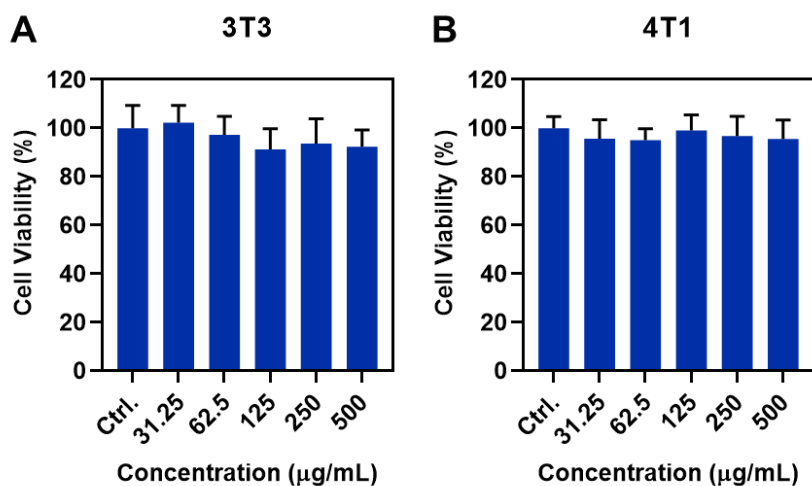 A
3T3
Cell Viability (%)
120
100
80
60
40
20
0
Ctrl.
31.25
62.5
125
250
500
Concentration (μg/mL)
B
4T1
Cell Viability (%)
120
100
80
60
40
20
0
Ctrl.
31.25
62.5
125
250
500
Concentration (μg/mL)